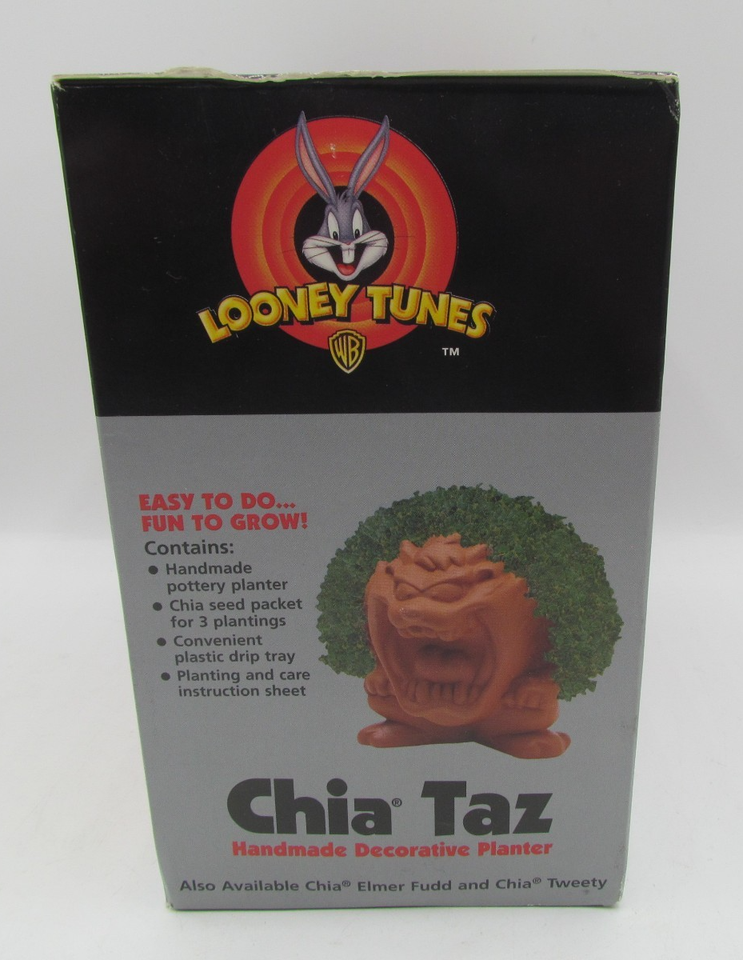 LOONEY TUNES
WB
TM
EASY TO DO...
FUN TO GROW!
Contains:
● Handmade
pottery planter
● Chia seed packet
for 3 plantings
● Convenient
plastic drip tray
● Planting and care
instruction sheet
Chia® Taz
Handmade Decorative Planter
Also Available Chia® Elmer Fudd and Chia® Tweety